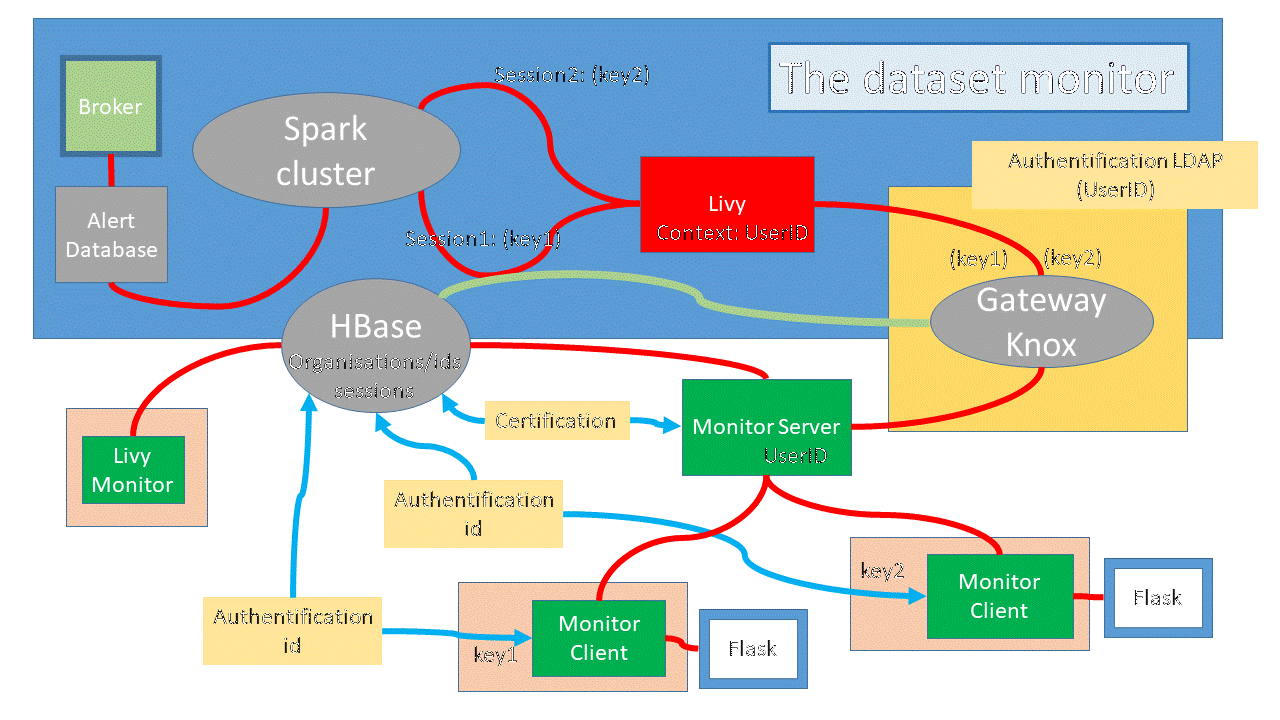 The dataset monitor
Session2: (key2)
Broker
Spark
cluster
Authentification LDAP
(UserID)
Livy
Context: UserID
Alert
Database
Session1: (key1)
(key1)
(key2)
Gateway
Knox
HBase
Organisations/ids
sessions
Certification
Monitor Server
UserID
Livy
Monitor
Authentification
id
key2
Monitor
Client
Flask
Authentification
id
key1
Monitor
Client
Flask